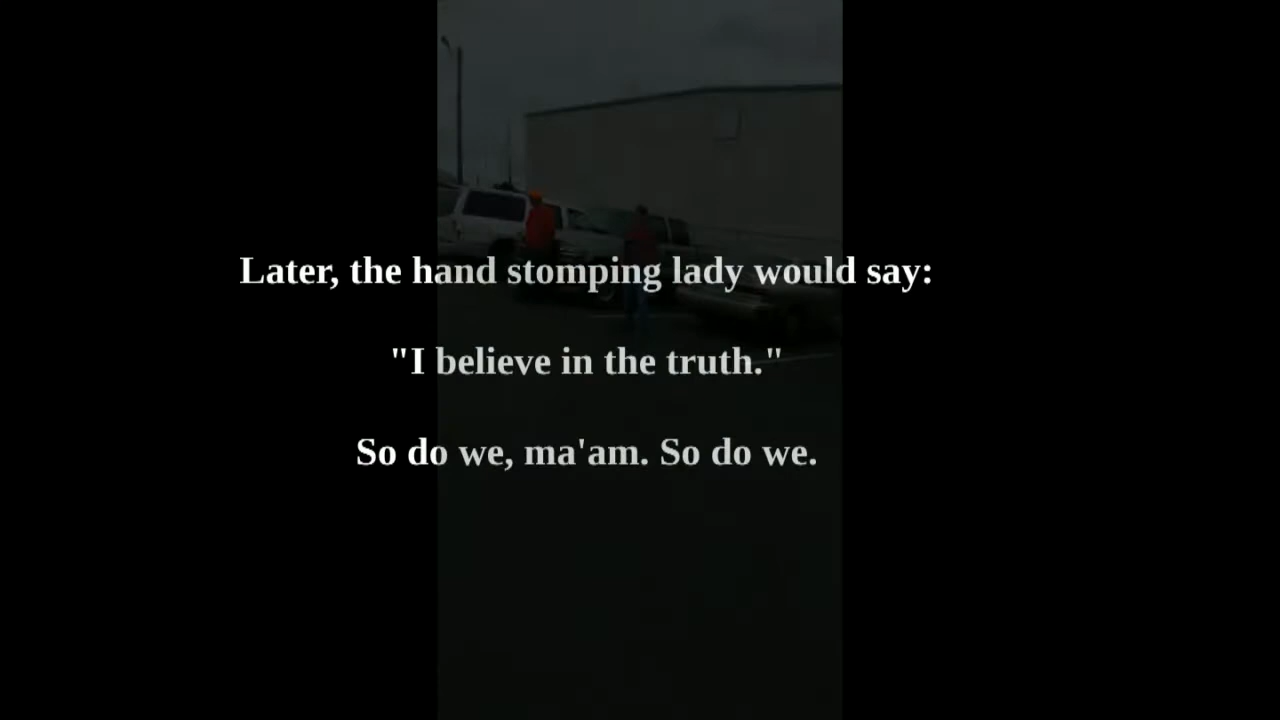 Later, the hand stomping lady would say:
"I believe in the truth."
So do we, ma'am. So do we.